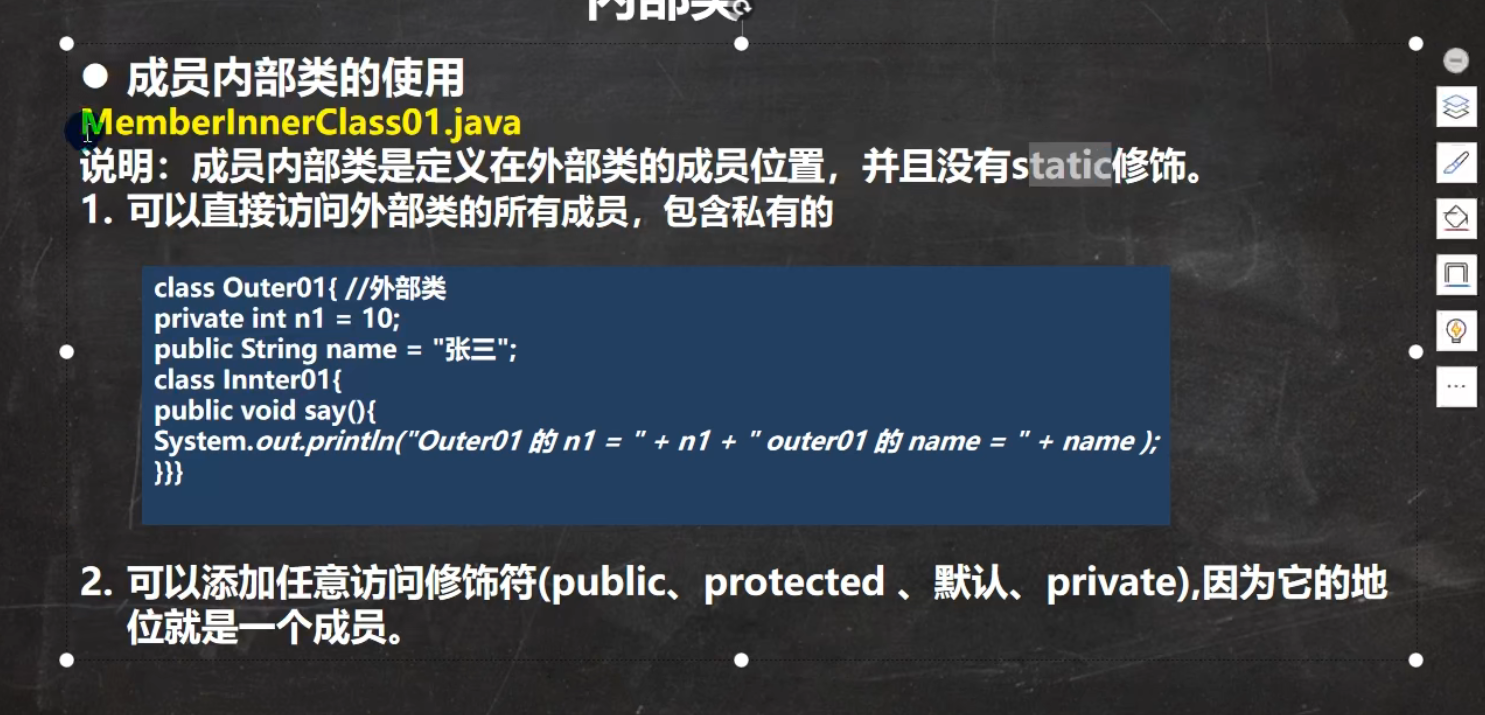 内部类
● 成员内部类的使用
MemberInnerClass01.java
说明：成员内部类是定义在外部类的成员位置，并且没有static修饰。
1. 可以直接访问外部类的所有成员，包含私有的
class Outer01{ //外部类
private int n1 = 10;
public String name = "张三";
class Innter01{
public void say(){
System.out.println("Outer01 的 n1 = " + n1 + " outer01 的 name = " + name );
}}}
2. 可以添加任意访问修饰符(public、protected 、默认、private),因为它的地
位就是一个成员。